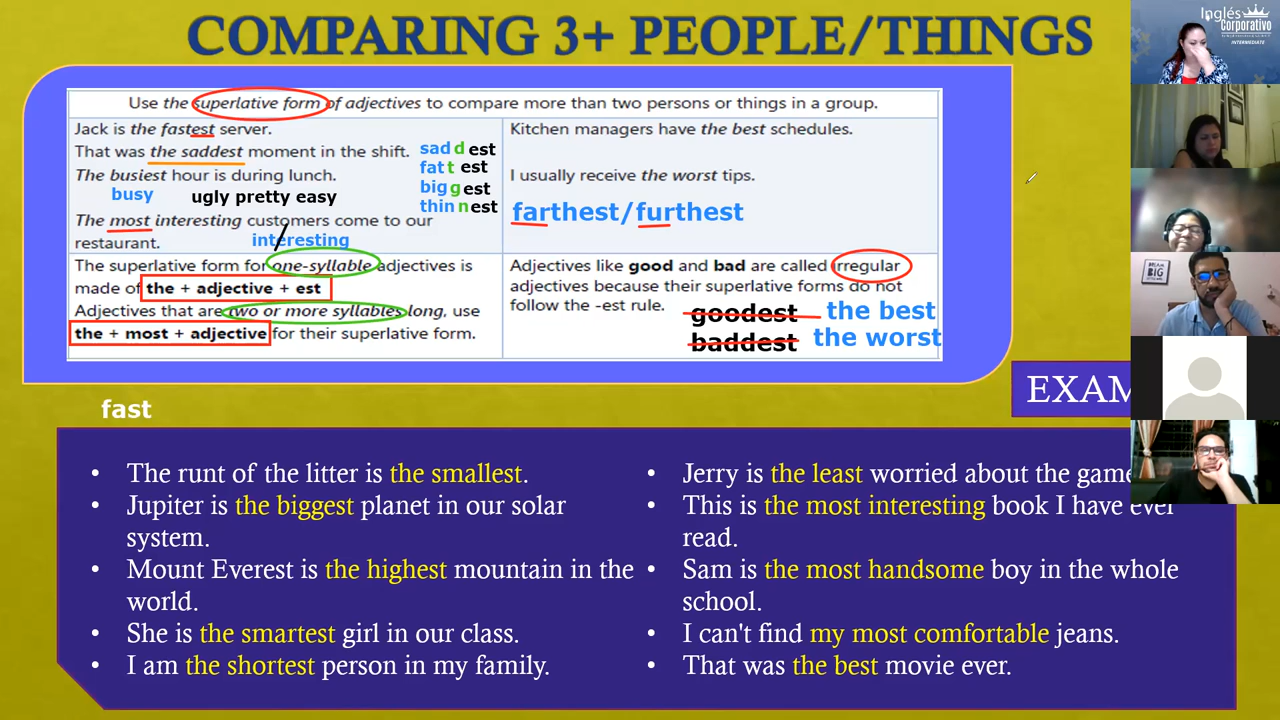 COMPARING 3+ PEOPLE/THINGS
Use the superlative form of adjectives to compare more than two persons or things in a group.
Jack is the fastest server.
That was the saddest moment in the shift.
The busiest hour is during lunch.
busy
ugly pretty easy
The most interesting customers come to our
restaurant.
interesting
sad d est
fat t est
big g est
thin n est
Kitchen managers have the best schedules.
I usually receive the worst tips.
farthest/furthest
The superlative form for one-syllable adjectives is
made of the + adjective + est
Adjectives that are two or more syllables long, use
the + most + adjective for their superlative form.
Adjectives like good and bad are called irregular
adjectives because their superlative forms do not
follow the -est rule.
goodest the best
baddest the worst
EXAM
fast
• The runt of the litter is the smallest.
• Jupiter is the biggest planet in our solar
system.
• Mount Everest is the highest mountain in the
world.
• She is the smartest girl in our class.
• I am the shortest person in my family.
• Jerry is the least worried about the game
• This is the most interesting book I have ever
read.
• Sam is the most handsome boy in the whole
school.
• I can't find my most comfortable jeans.
• That was the best movie ever.
Inglés
Corporativo
INTERMEDIATE
DREAM
BIG